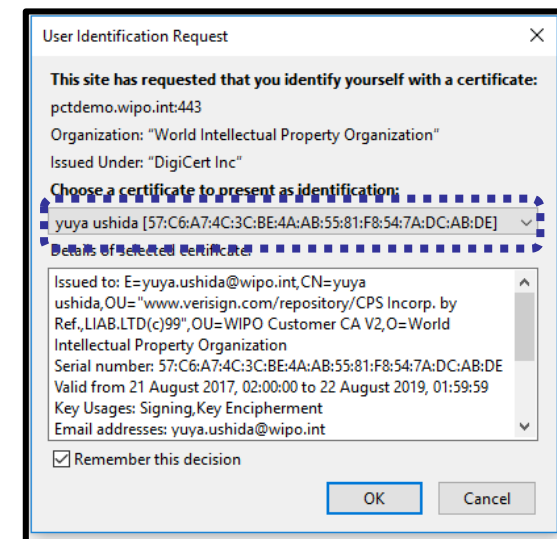 User Identification Request
This site has requested that you identify yourself with a certificate:
pctdemo.wipo.int:443
Organization: "World Intellectual Property Organization"
Issued Under: "DigiCert Inc"
Choose a certificate to present as identification:
yuya ushida [57:C6:A7:4C:3C:BE:4A:AB:55:81:F8:54:7A:DC:AB:DE]
Details of selected certificate:
Issued to: E=yuya.ushida@wipo.int,CN=yuya
ushida,OU="www.verisign.com/repository/CPS Incorp. by
Ref.,LIAB.LTD(c)99",OU=WIPO Customer CA V2,O=World
Intellectual Property Organization
Serial number: 57:C6:A7:4C:3C:BE:4A:AB:55:81:F8:54:7A:DC:AB:DE
Valid from 21 August 2017, 02:00:00 to 22 August 2019, 01:59:59
Key Usages: Signing,Key Encipherment
Email addresses: yuya.ushida@wipo.int
Remember this decision
OK Cancel